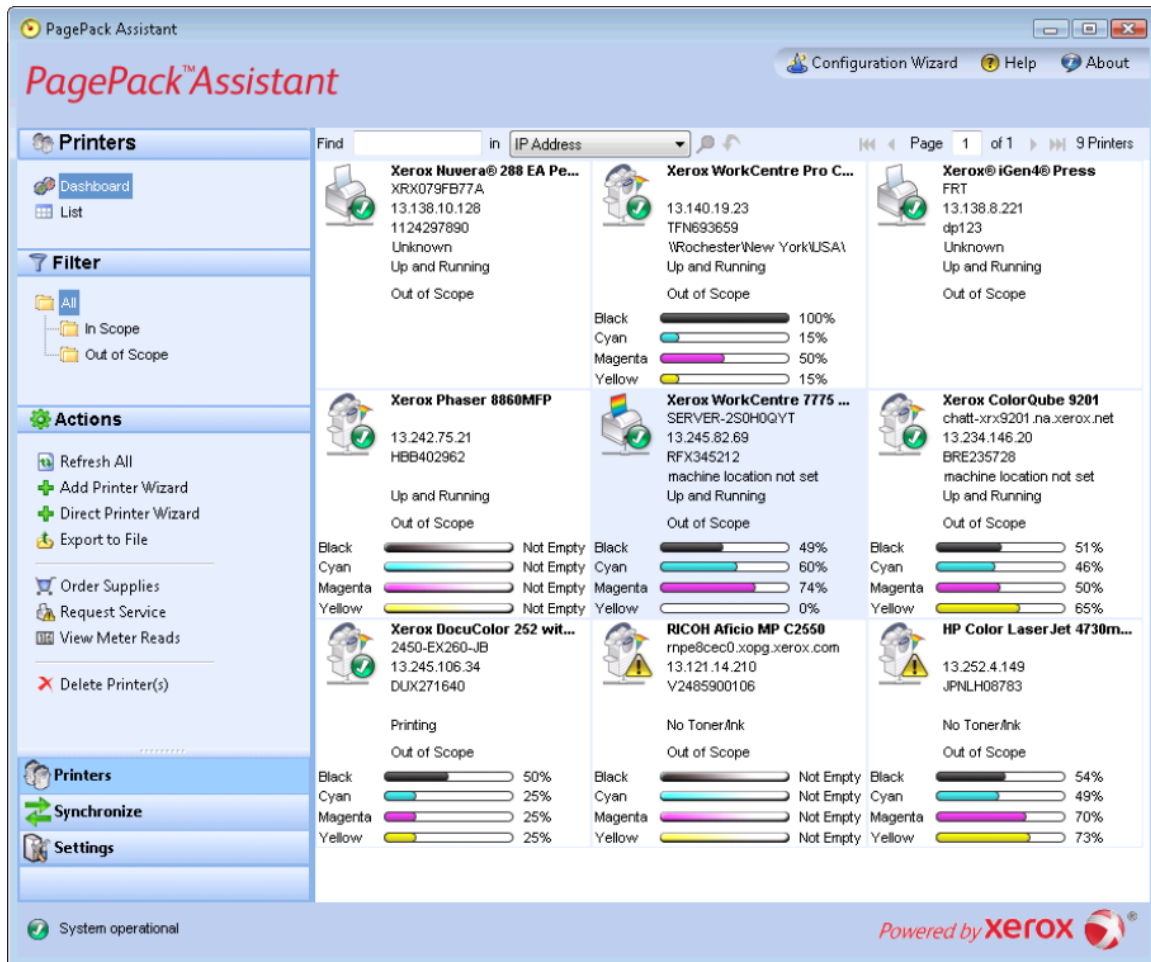 PagePack Assistant
PagePack™Assistant
Configuration Wizard
Help
About
Printers
Dashboard
List
Filter
All
In Scope
Out of Scope
Actions
Refresh All
Add Printer Wizard
Direct Printer Wizard
Export to File
Order Supplies
Request Service
View Meter Reads
Delete Printer(s)
Printers
Synchronize
Settings
Find in IP Address Page 1 of 1 9 Printers
Xerox Nuvera® 288 EA Pe...
XRX079FB77A
13.138.10.128
1124297890
Unknown
Up and Running
Out of Scope
Xerox WorkCentre Pro C...
13.140.19.23
TFN693659
\\Rochester\New York\USA\
Up and Running
Out of Scope
Black 100%
Cyan 15%
Magenta 50%
Yellow 15%
Xerox® iGen4® Press
FRT
13.138.8.221
dp123
Unknown
Up and Running
Out of Scope
Xerox Phaser 8860MFP
13.242.75.21
HBB402962
Up and Running
Out of Scope
Black Not Empty
Cyan Not Empty
Magenta Not Empty
Yellow Not Empty
Xerox WorkCentre 7775 ...
SERVER-2S0H0QYT
13.245.82.69
RFX345212
machine location not set
Up and Running
Out of Scope
Black 49%
Cyan 60%
Magenta 74%
Yellow 0%
Xerox ColorQube 9201
chatt-xrx9201.na.xerox.net
13.234.146.20
BRE235728
machine location not set
Up and Running
Out of Scope
Black 51%
Cyan 46%
Magenta 50%
Yellow 65%
Xerox DocuColor 252 wit...
2450-EX260-JB
13.245.106.34
DUX271640
Printing
Out of Scope
Black 50%
Cyan 25%
Magenta 25%
Yellow 25%
RICOH Aficio MP C2550
rnpe8cec0.xopg.xerox.com
13.121.14.210
V2485900106
No Toner/Ink
Out of Scope
Black Not Empty
Cyan Not Empty
Magenta Not Empty
Yellow Not Empty
HP Color LaserJet 4730m...
13.252.4.149
JPNLH08783
No Toner/Ink
Out of Scope
Black 54%
Cyan 49%
Magenta 70%
Yellow 73%
System operational
Powered by xerox ®